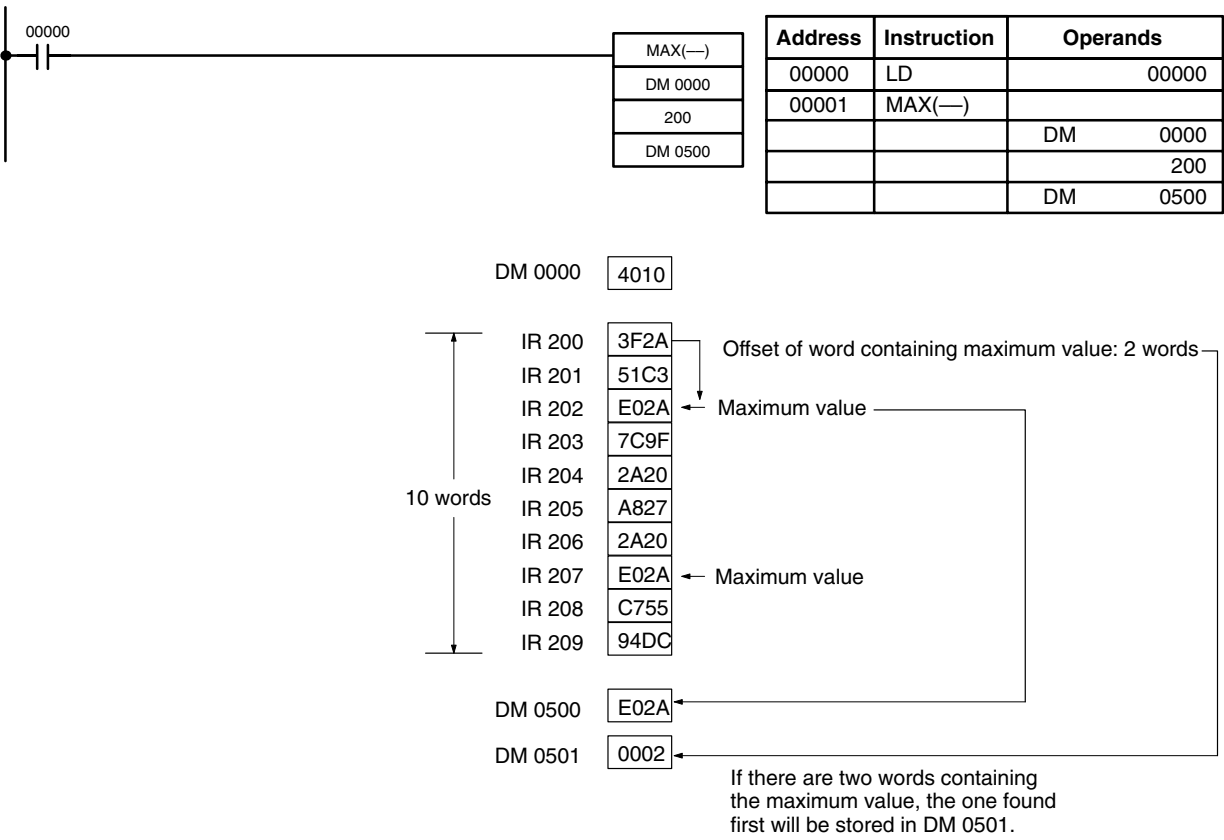 00000
MAX(—)
DM 0000
200
DM 0500
Address Instruction Operands
00000 LD 00000
00001 MAX(—)
DM 0000
200
DM 0500
DM 0000 4010
IR 200 3F2A Offset of word containing maximum value: 2 words
IR 201 51C3
IR 202 E02A Maximum value
IR 203 7C9F
IR 204 2A20
10 words
IR 205 A827
IR 206 2A20
IR 207 E02A Maximum value
IR 208 C755
IR 209 94DC
DM 0500 E02A
DM 0501 0002
If there are two words containing
the maximum value, the one found
first will be stored in DM 0501.